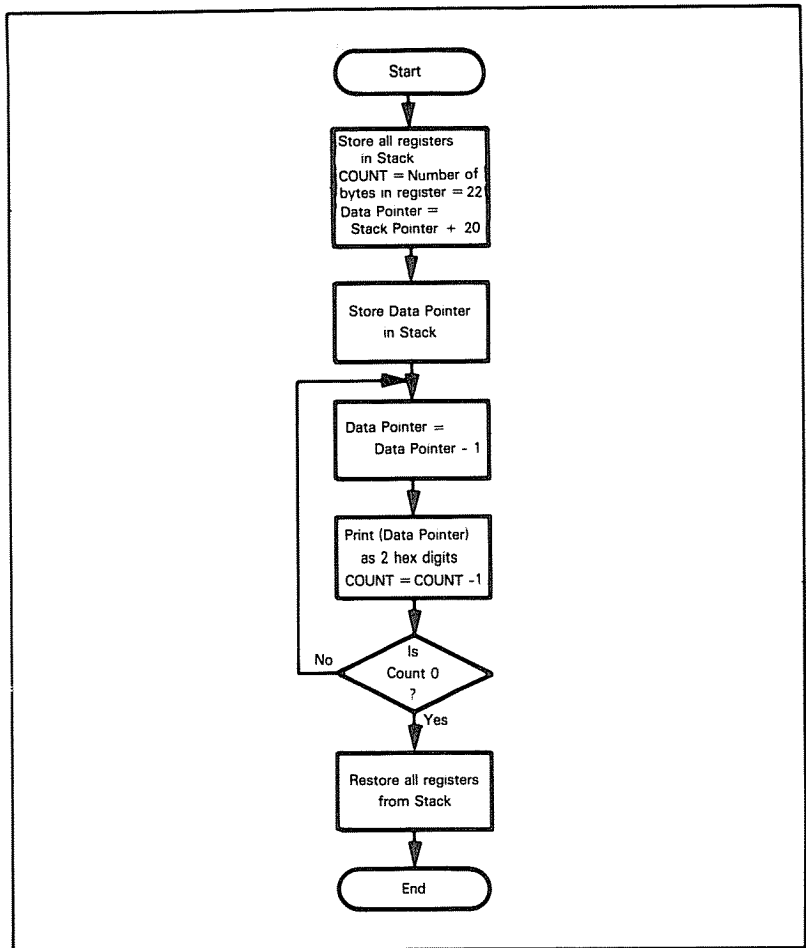 Start
Store all registers
in Stack
COUNT = Number of
bytes in register = 22
Data Pointer =
Stack Pointer + 20
Store Data Pointer
in Stack
Data Pointer =
Data Pointer - 1
Print (Data Pointer)
as 2 hex digits
COUNT = COUNT -1
Is
Count 0
?
No
Yes
Restore all registers
from Stack
End